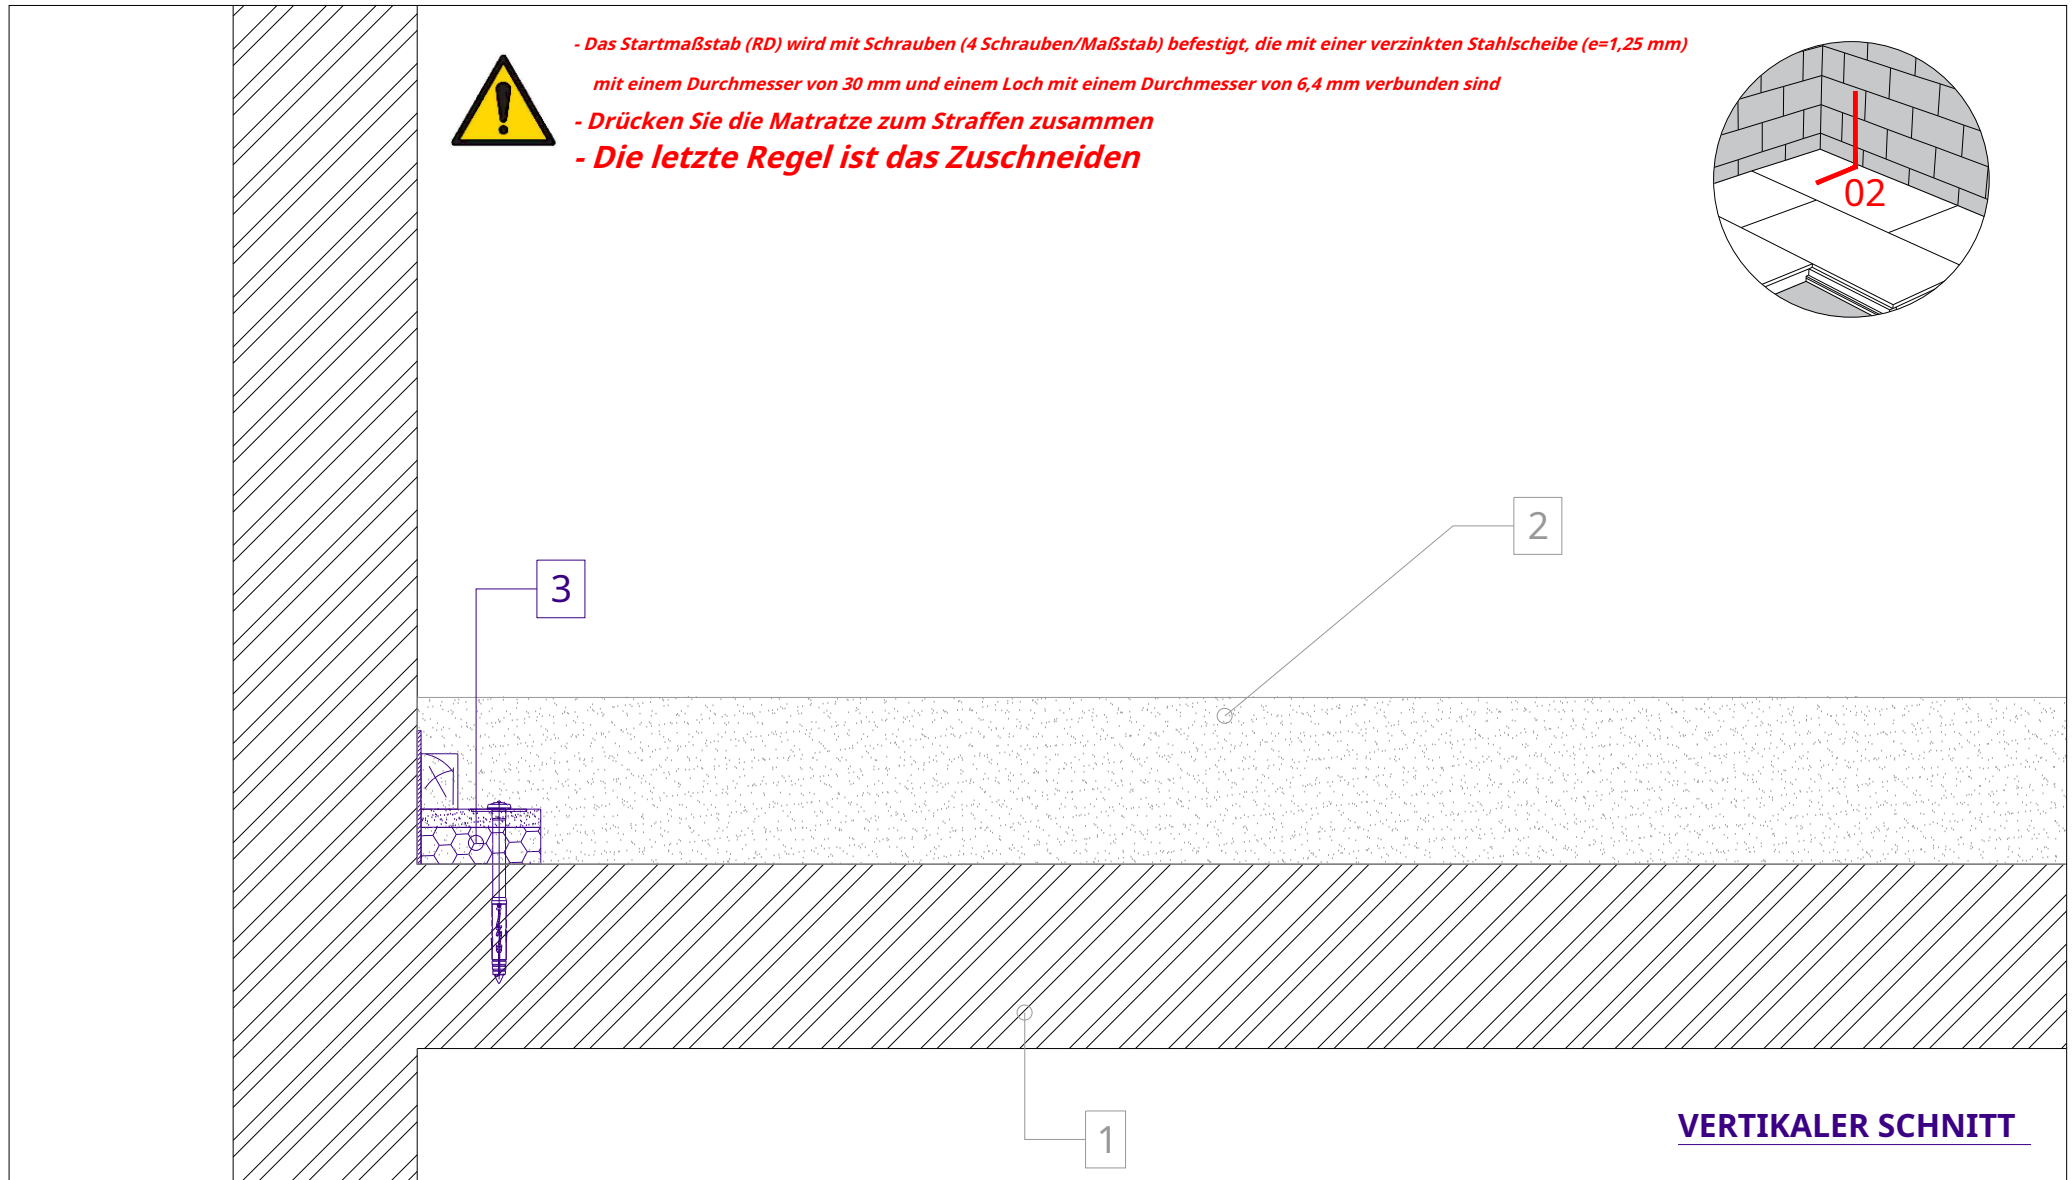 - Das Startmaßstab (RD) wird mit Schrauben (4 Schrauben/Maßstab) befestigt, die mit einer verzinkten Stahlscheibe (e=1,25 mm)
mit einem Durchmesser von 30 mm und einem Loch mit einem Durchmesser von 6,4 mm verbunden sind
- Drücken Sie die Matratze zum Straffen zusammen
- Die letzte Regel ist das Zuschneiden
02
2
3
1
VERTIKALER SCHNITT